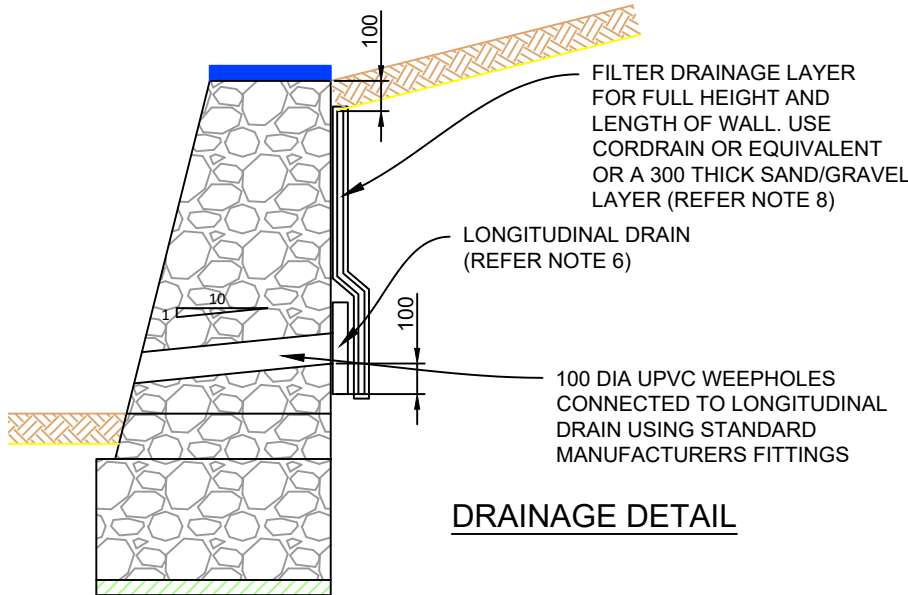 100
FILTER DRAINAGE LAYER
FOR FULL HEIGHT AND
LENGTH OF WALL. USE
CORDRAIN OR EQUIVALENT
OR A 300 THICK SAND/GRAVEL
LAYER (REFER NOTE 8)
LONGITUDINAL DRAIN
(REFER NOTE 6)
10
1
100
100 DIA UPVC WEEPHOLES
CONNECTED TO LONGITUDINAL
DRAIN USING STANDARD
MANUFACTURERS FITTINGS
DRAINAGE DETAIL